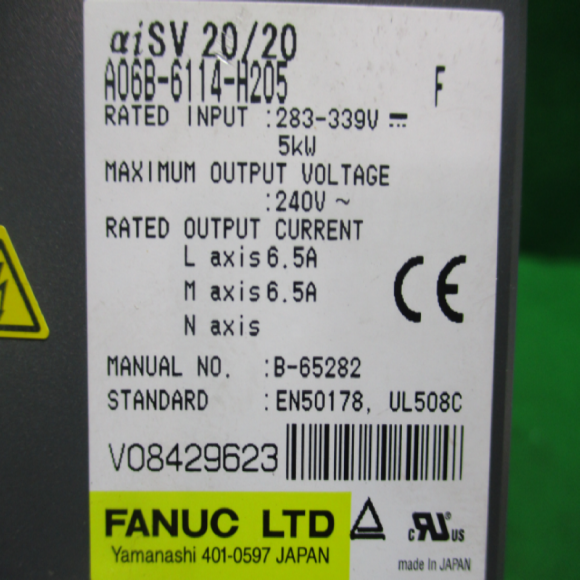 αiSV 20/20
A06B-6114-H205 F
RATED INPUT :283-339V ⎓
5kW
MAXIMUM OUTPUT VOLTAGE
:240V ~
RATED OUTPUT CURRENT
L axis 6.5A
M axis 6.5A
N axis
CE
MANUAL NO. :B-65282
STANDARD :EN50178, UL508C
V08429623
FANUC LTD
Yamanashi 401-0597 JAPAN
c RU US
made in JAPAN